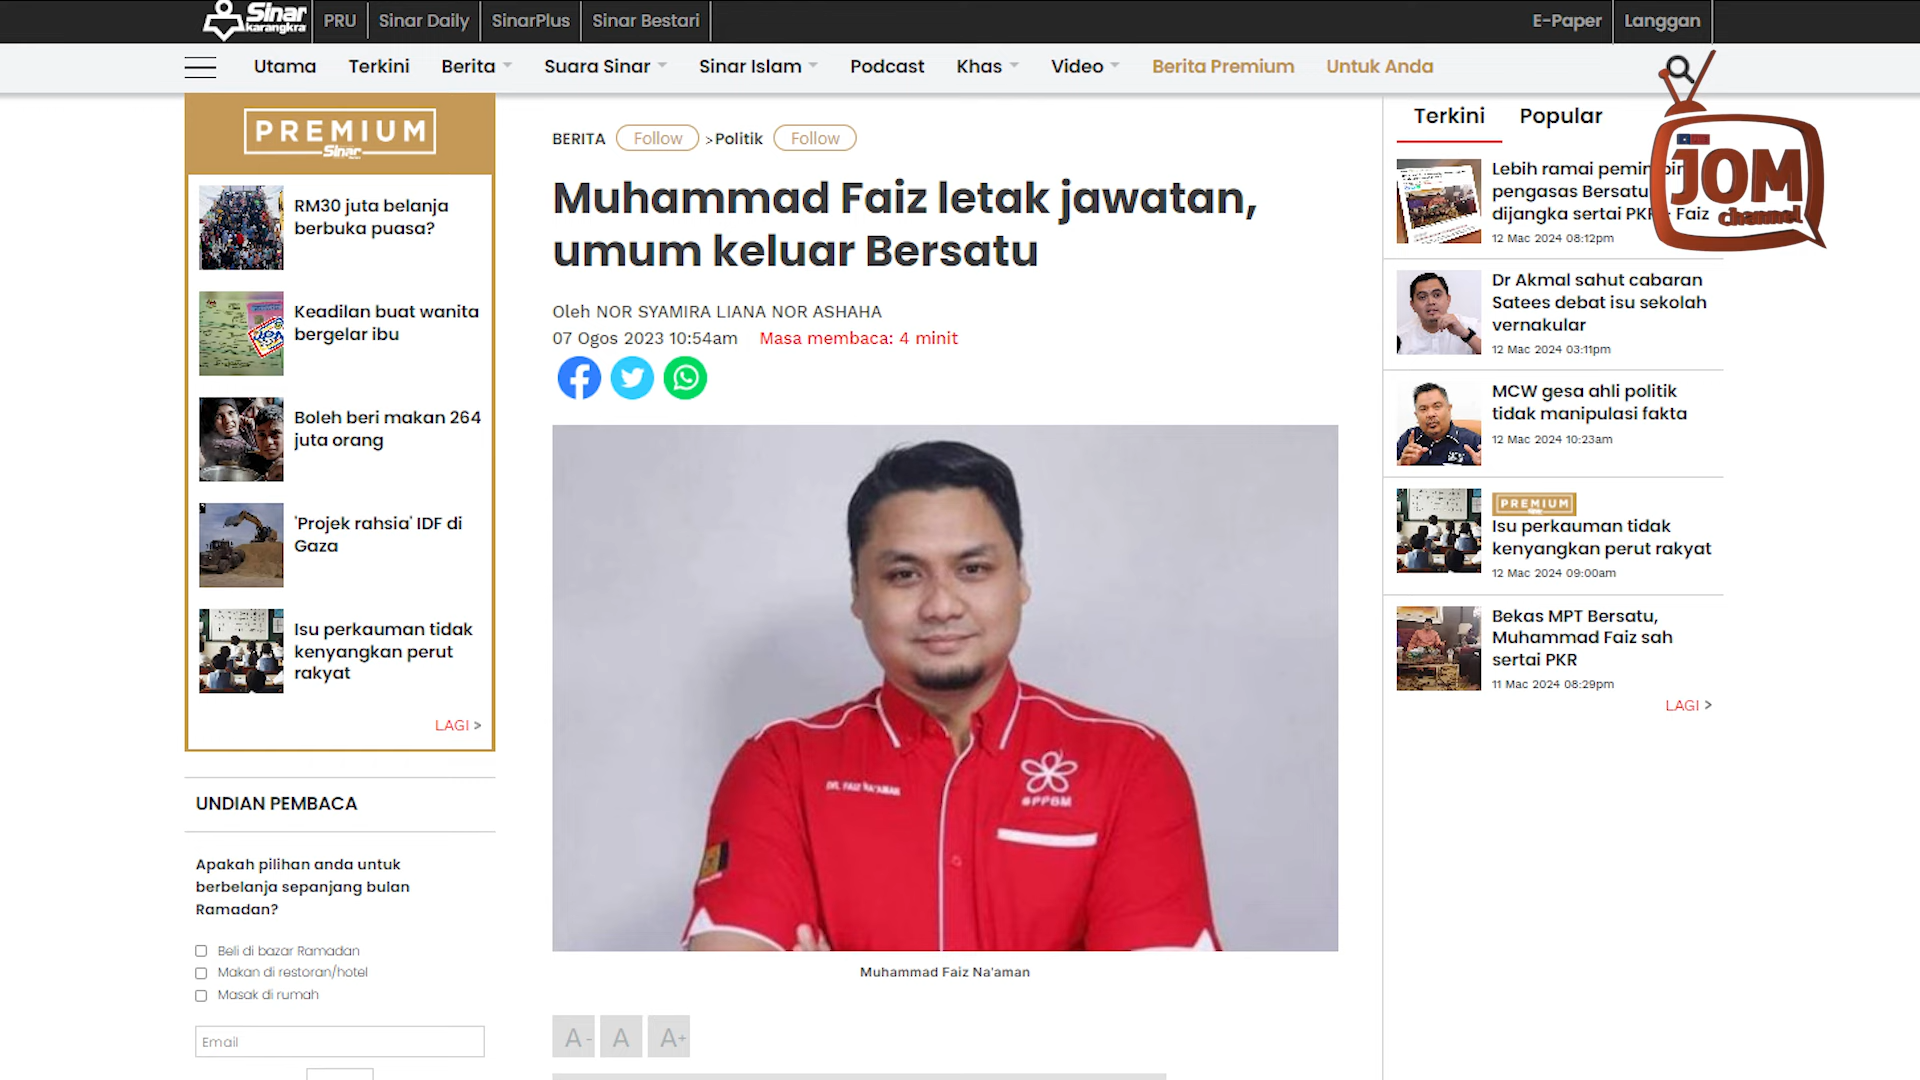 Sinar
karangkraf
PRU
Sinar Daily
SinarPlus
Sinar Bestari
E-Paper
Langgan
Utama
Terkini
Berita
Suara Sinar
Sinar Islam
Podcast
Khas
Video
Berita Premium
Untuk Anda
PREMIUM
Sinar
RM30 juta belanja
berbuka puasa?
Keadilan buat wanita
bergelar ibu
Boleh beri makan 264
juta orang
'Projek rahsia' IDF di
Gaza
Isu perkauman tidak
kenyangkan perut
rakyat
LAGI >
UNDIAN PEMBACA
Apakah pilihan anda untuk
berbelanja sepanjang bulan
Ramadan?
Beli di bazar Ramadan
Makan di restoran/hotel
Masak di rumah
Email
BERITA Follow >Politik Follow
Muhammad Faiz letak jawatan,
umum keluar Bersatu
Oleh NOR SYAMIRA LIANA NOR ASHAHA
07 Ogos 2023 10:54am Masa membaca: 4 minit
DR. FAIZ NA'AMAN
BPPBM
Muhammad Faiz Na'aman
A- A A+
Terkini Popular
Lebih ramai
pengasas Bersatu
dijangka sertai Faiz
12 Mac 2024 08:12pm
Dr Akmal sahut cabaran
Satees debat isu sekolah
vernakular
12 Mac 2024 03:11pm
MCW gesa ahli politik
tidak manipulasi fakta
12 Mac 2024 10:23am
PREMIUM
Isu perkauman tidak
kenyangkan perut rakyat
12 Mac 2024 09:00am
Bekas MPT Bersatu,
Muhammad Faiz sah
sertai PKR
11 Mac 2024 08:29pm
LAGI >
JOM
channel